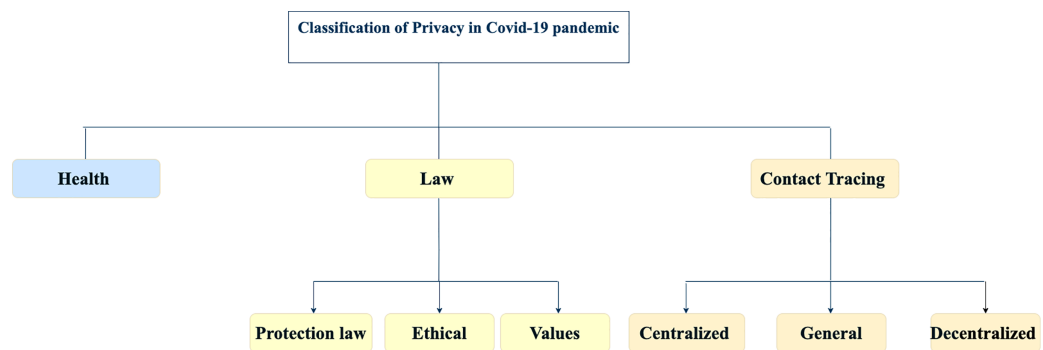 Classification of Privacy in Covid-19 pandemic
Health
Law
Contact Tracing
Protection law
Ethical
Values
Centralized
General
Decentralized